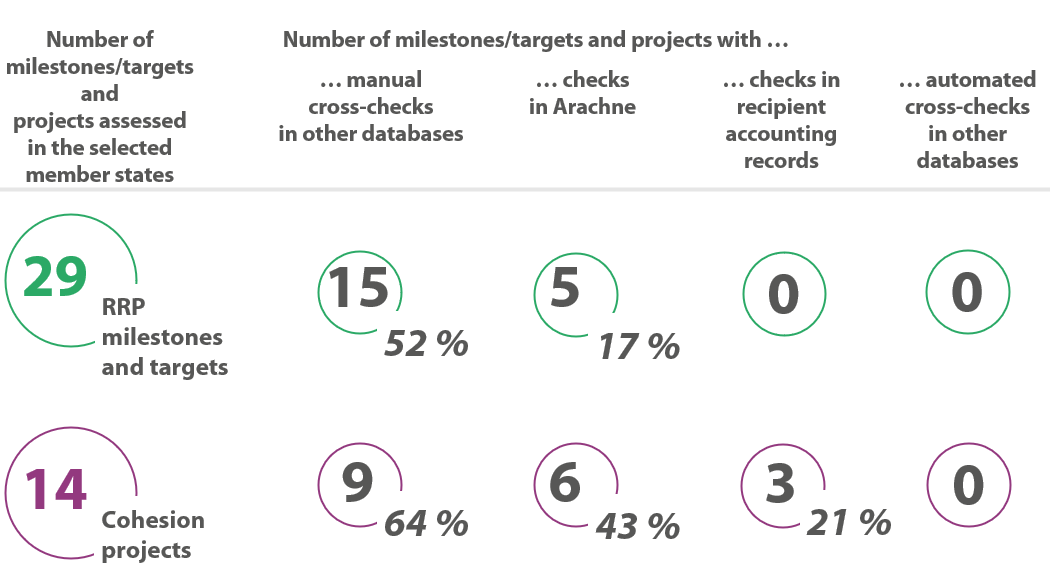 Number of
milestones/targets
and
projects assessed
in the selected
member states
Number of milestones/targets and projects with …
… manual
cross-checks
in other databases
… checks
in Arachne
… checks in
recipient
accounting
records
… automated
cross-checks
in other
databases
29
RRP
milestones
and targets
15
52 %
5
17 %
0
0
14
Cohesion
projects
9
64 %
6
43 %
3
21 %
0